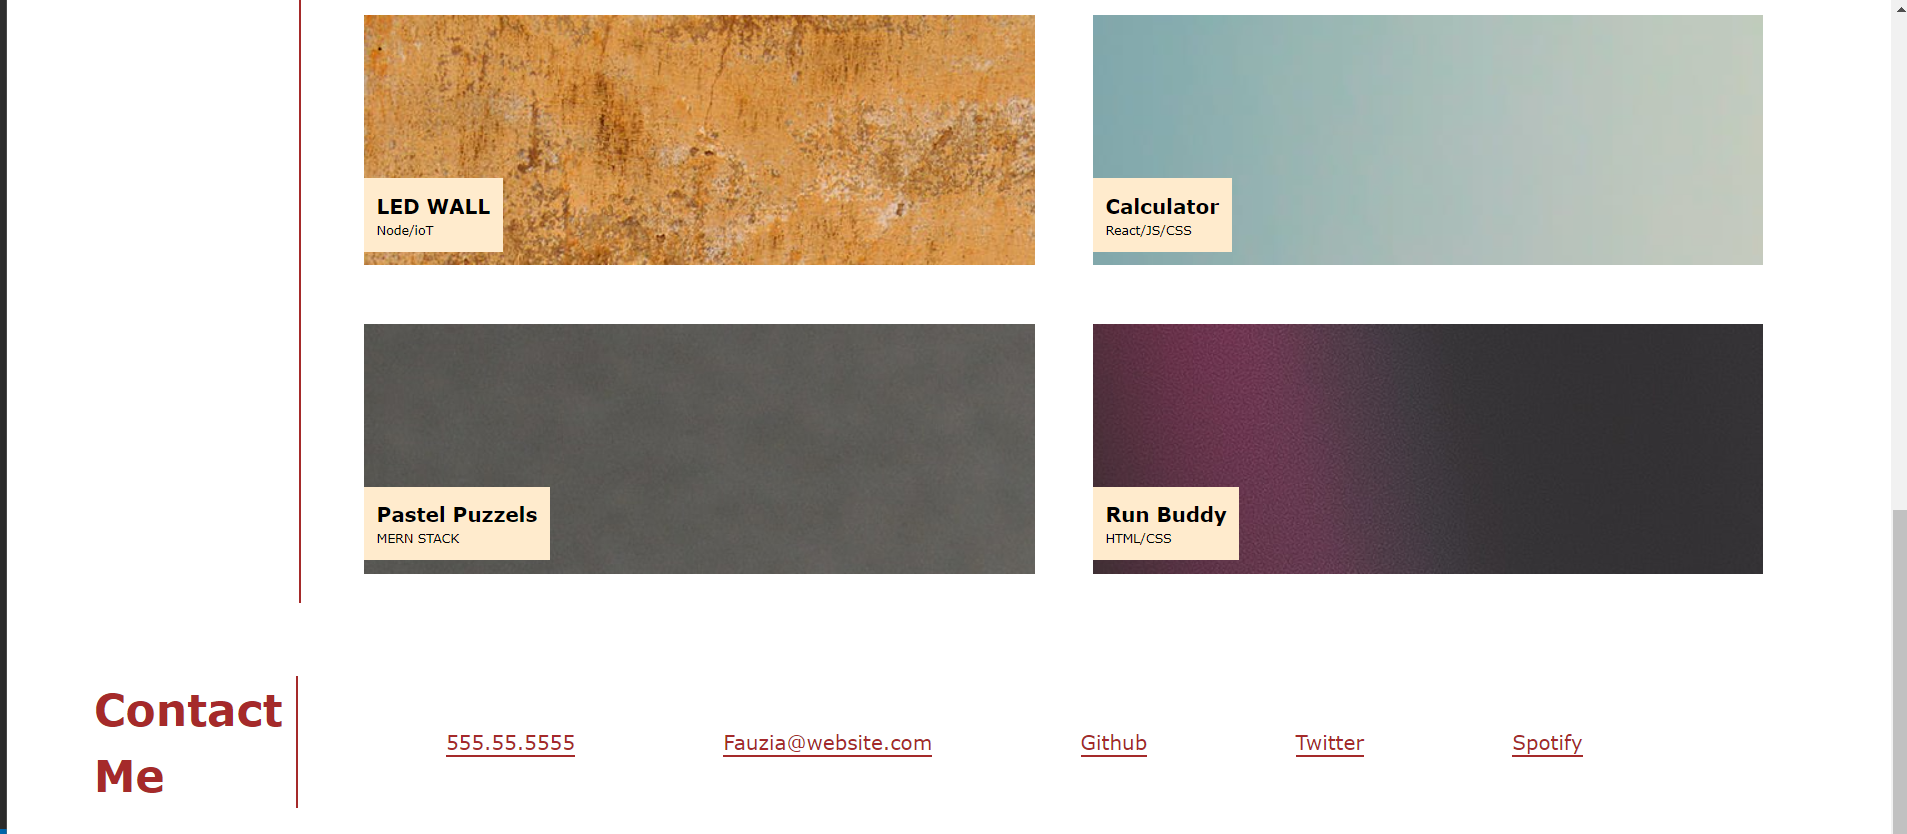 LED WALL
Node/ioT
Calculator
React/JS/CSS
Pastel Puzzels
MERN STACK
Run Buddy
HTML/CSS
Contact
Me
555.55.5555
Fauzia@website.com
Github
Twitter
Spotify